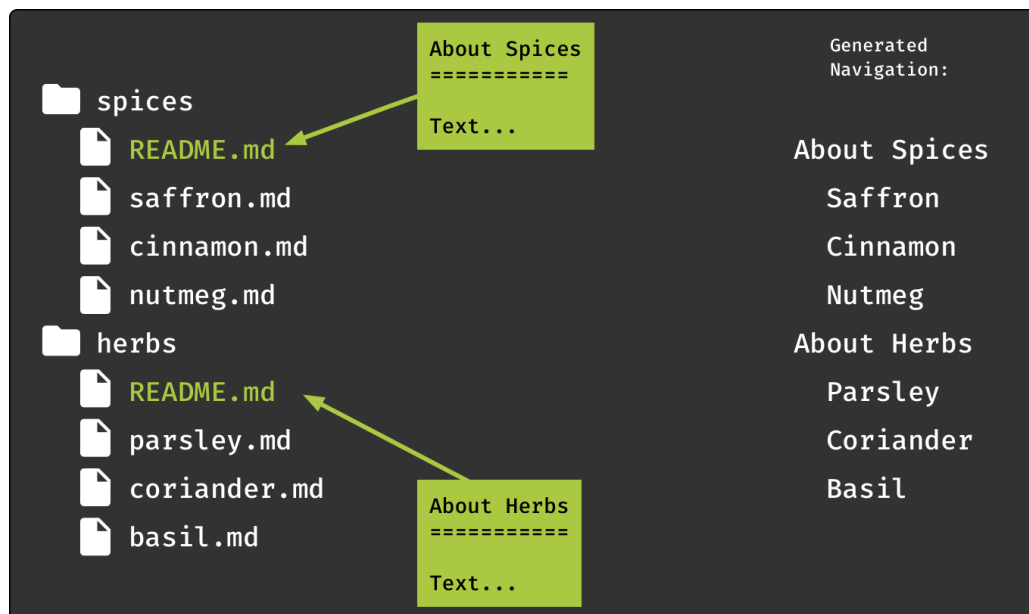 About Spices
===========
Text...
Generated
Navigation:
spices
README.md
saffron.md
cinnamon.md
nutmeg.md
herbs
README.md
parsley.md
coriander.md
basil.md
About Herbs
===========
Text...
About Spices
Saffron
Cinnamon
Nutmeg
About Herbs
Parsley
Coriander
Basil